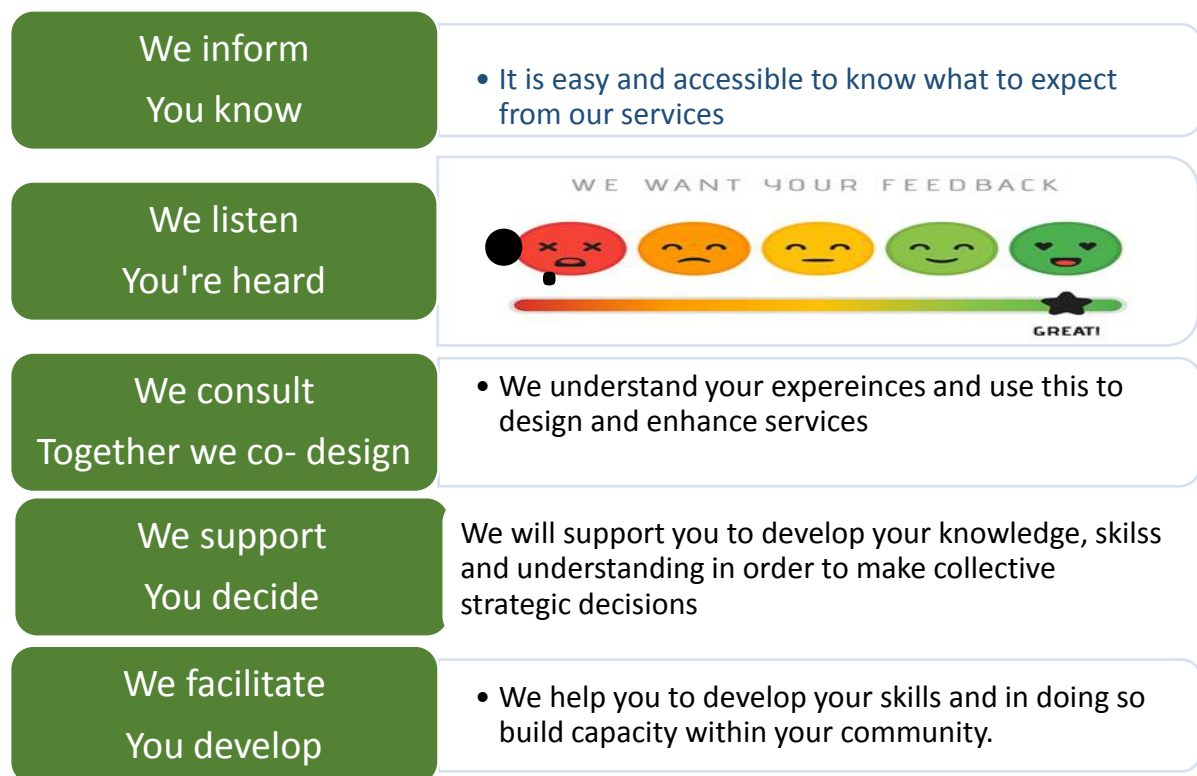 We inform
You know
• It is easy and accessible to know what to expect
from our services
We listen
You're heard
WE WANT YOUR FEEDBACK
GREAT!
We consult
Together we co- design
• We understand your expereinces and use this to
design and enhance services
We support
You decide
We will support you to develop your knowledge, skilss
and understanding in order to make collective
strategic decisions
We facilitate
You develop
• We help you to develop your skills and in doing so
build capacity within your community.